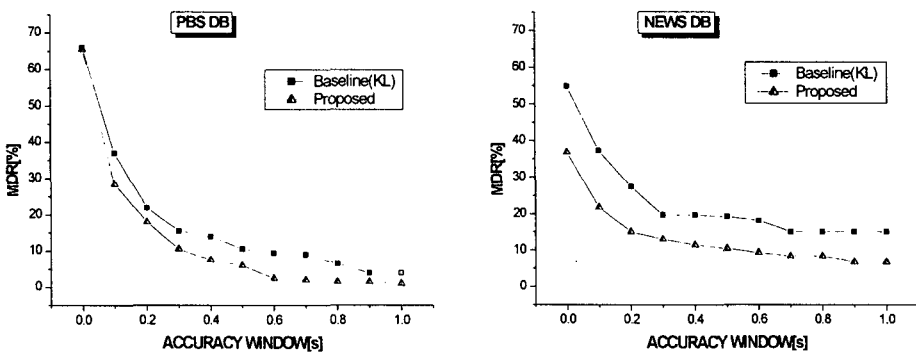 PBS DB
Baseline(KL)
Proposed
MDR[%]
70
60
50
40
30
20
10
0
0.0 0.2 0.4 0.6 0.8 1.0
ACCURACY WINDOW[s]
NEWS DB
Baseline(KL)
Proposed
MDR[%]
70
60
50
40
30
20
10
0
0.0 0.2 0.4 0.6 0.8 1.0
ACCURACY WINDOW[s]